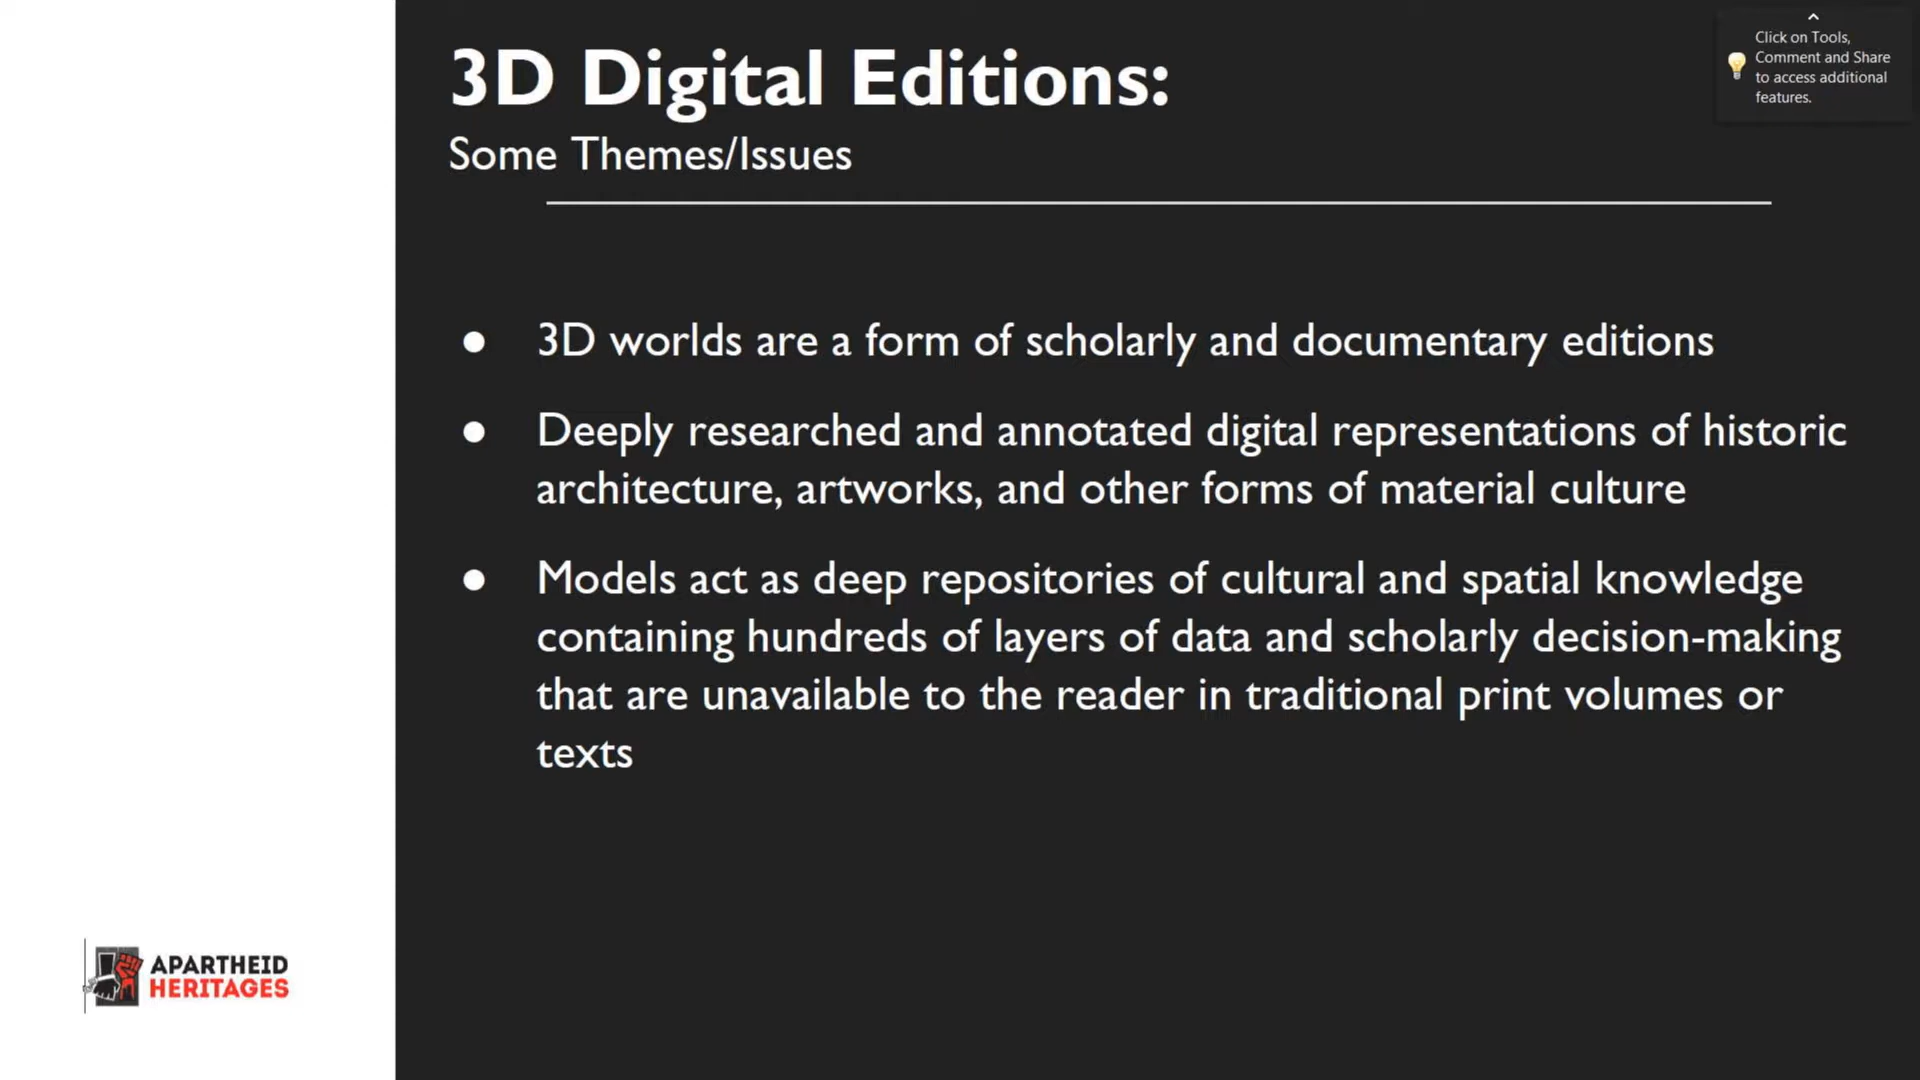 3D Digital Editions:
Some Themes/Issues
Click on Tools,
Comment and Share
to access additional
features.
● 3D worlds are a form of scholarly and documentary editions
● Deeply researched and annotated digital representations of historic
architecture, artworks, and other forms of material culture
● Models act as deep repositories of cultural and spatial knowledge
containing hundreds of layers of data and scholarly decision-making
that are unavailable to the reader in traditional print volumes or
texts
APARTHEID
HERITAGES